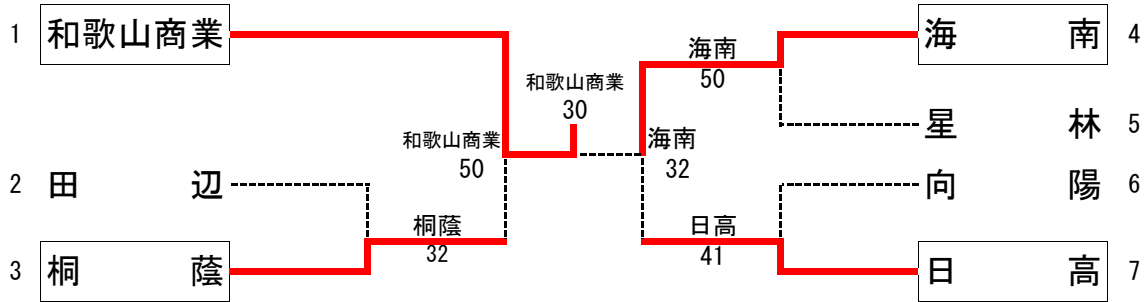 1 和歌山商業
2 田辺
3 桐蔭
桐蔭
32
和歌山商業
50
和歌山商業
30
海南
32
海南
50
日高
41
海南 4
星林 5
向陽 6
日高 7